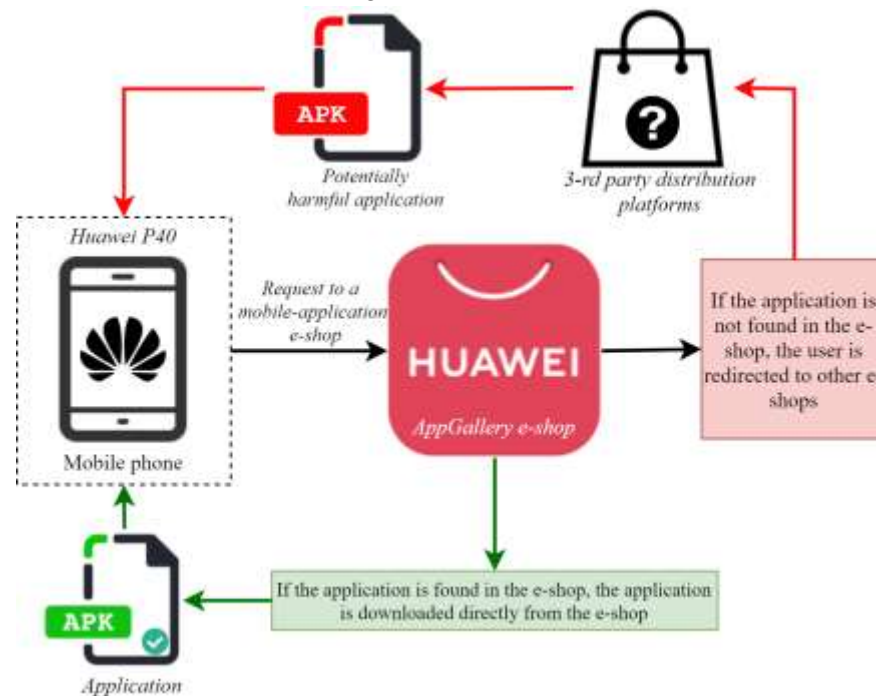 APK
Potentially
harmful application
?
3-rd party distribution
platforms
Huawei P40
Mobile phone
Request to a
mobile-application
e-shop
HUAWEI
AppGallery e-shop
If the application is
not found in the e-
shop, the user is
redirected to other e-
shops
If the application is found in the e-shop, the application
is downloaded directly from the e-shop
APK
Application